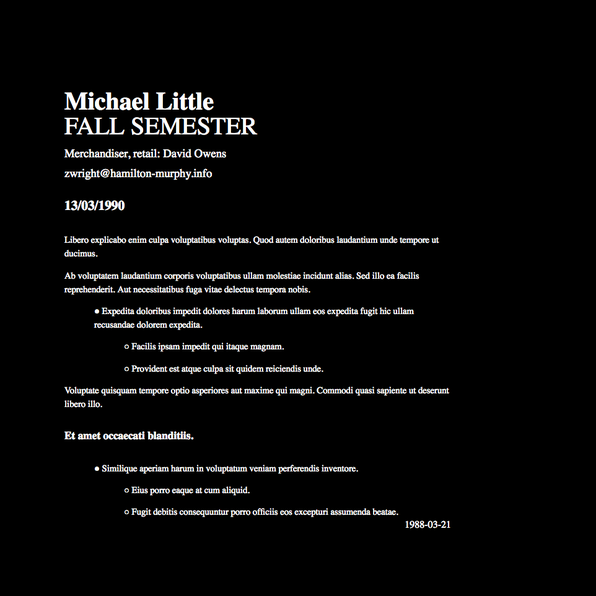 Michael Little
FALL SEMESTER
Merchandiser, retail: David Owens
zwright@hamilton-murphy.info
13/03/1990
Libero explicabo enim culpa voluptatibus voluptas. Quod autem doloribus laudantium unde tempore ut
ducimus.
Ab voluptatem laudantium corporis voluptatibus ullam molestiae incidunt alias. Sed illo ea facilis
reprehenderit. Aut necessitatibus fuga vitae delectus tempora nobis.
● Expedita doloribus impedit dolores harum laborum ullam eos expedita fugit hic ullam
recusandae dolorem expedita.
○ Facilis ipsam impedit qui itaque magnam.
○ Provident est atque culpa sit quidem reiciendis unde.
Voluptate quisquam tempore optio asperiores aut maxime qui magni. Commodi quasi sapiente ut deserunt
libero illo.
Et amet occaecati blanditiis.
● Similique aperiam harum in voluptatum veniam perferendis inventore.
○ Eius porro eaque at cum aliquid.
○ Fugit debitis consequuntur porro officiis eos excepturi assumenda beatae.
1988-03-21